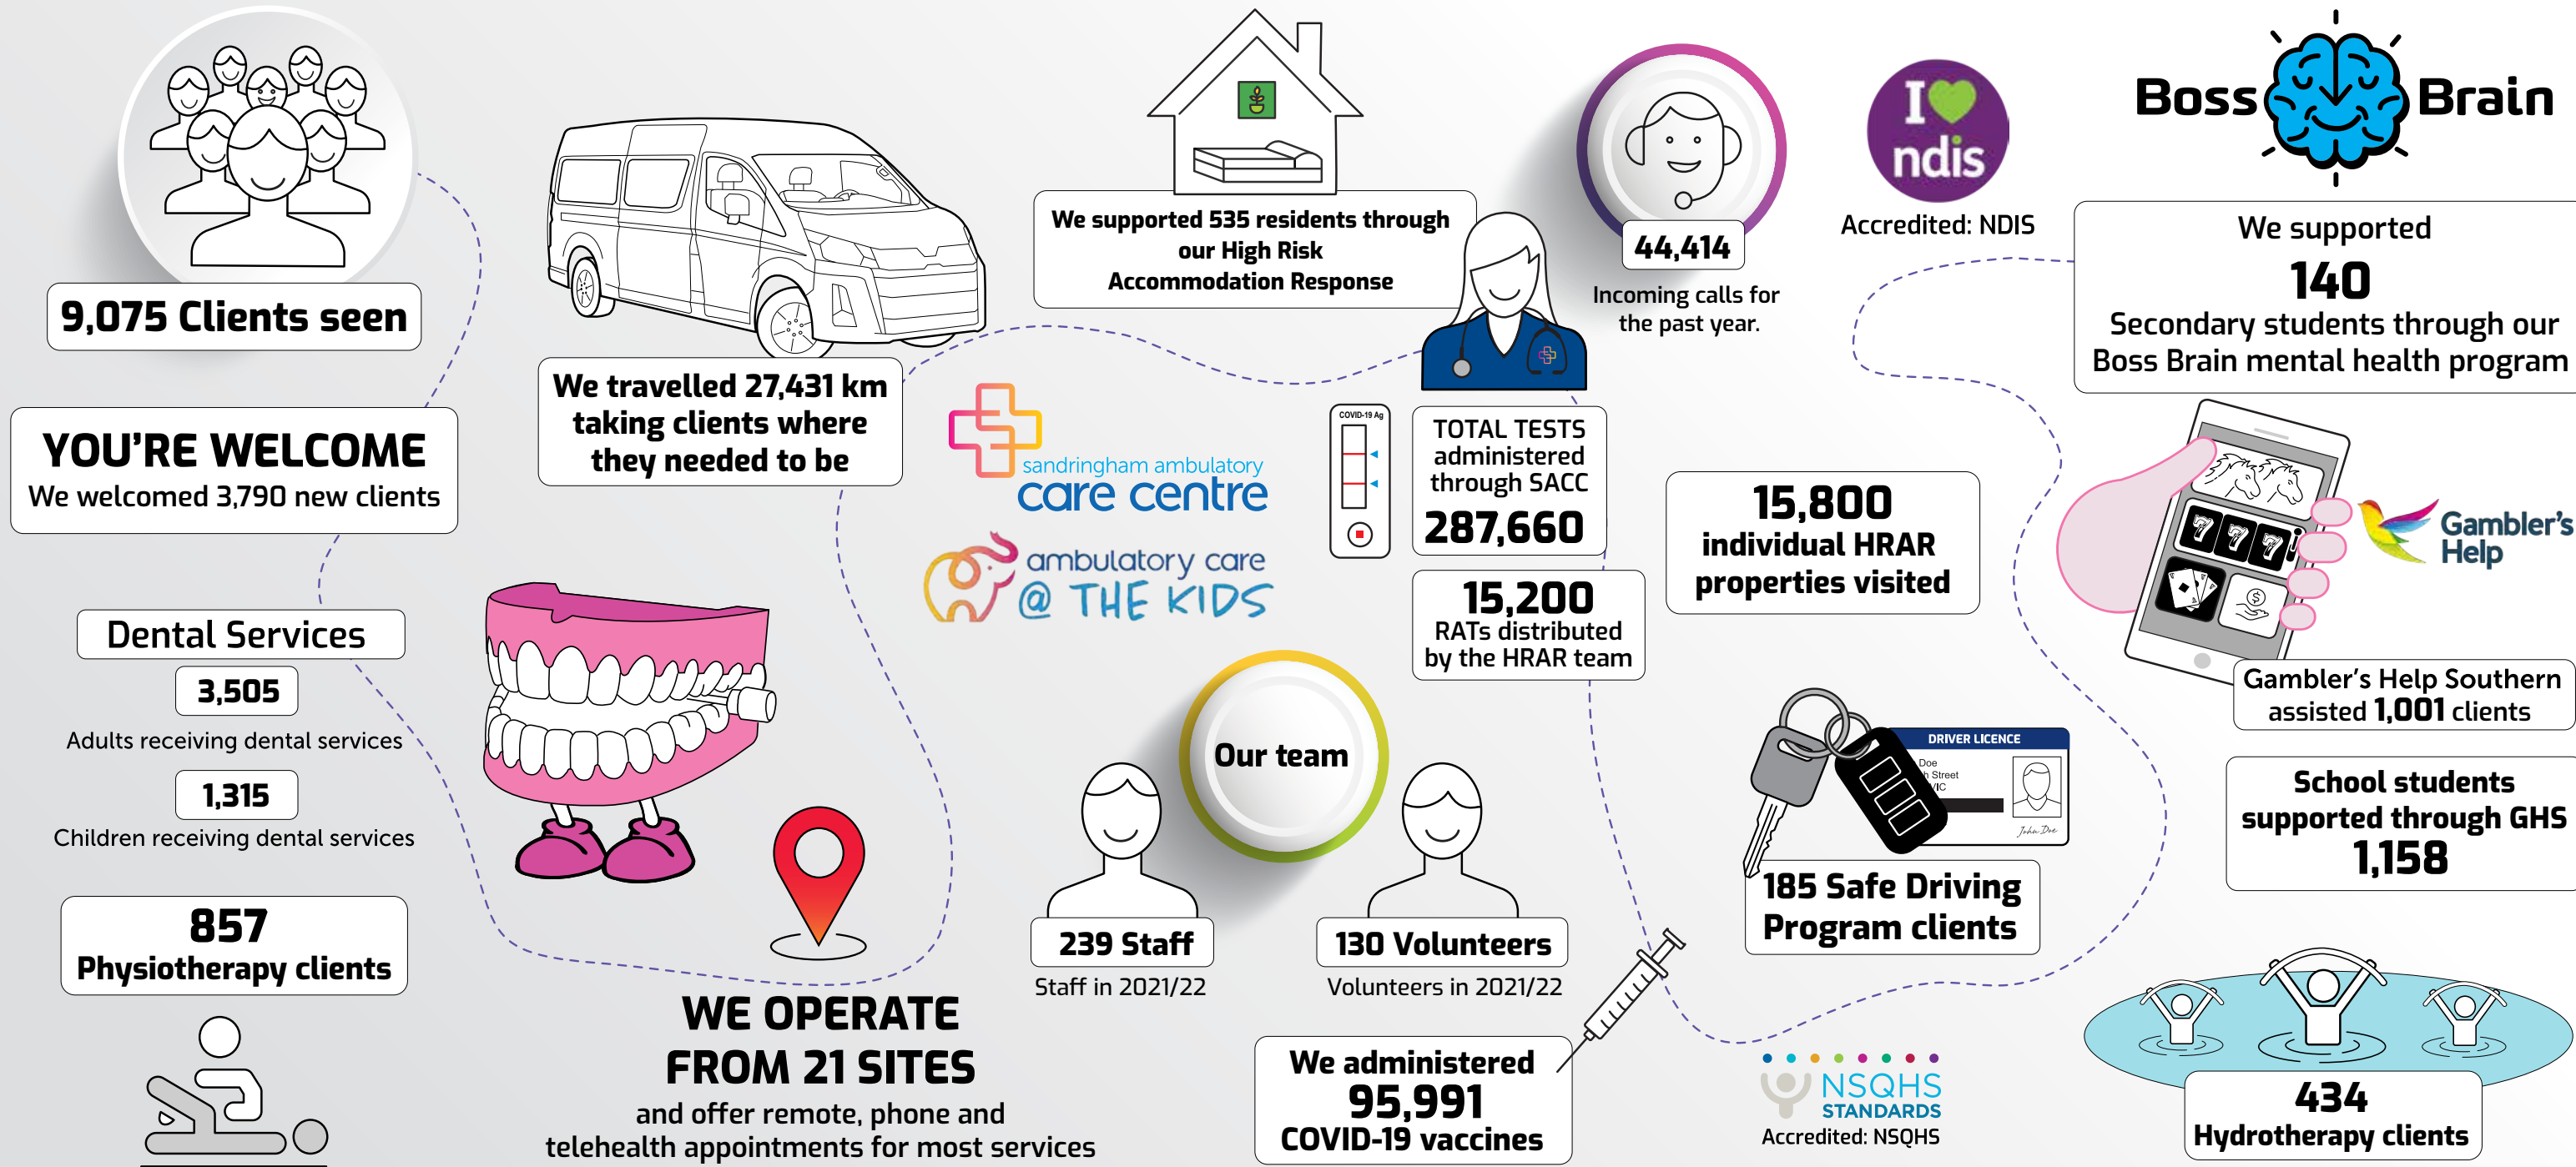 9,075 Clients seen
YOU'RE WELCOME
We welcomed 3,790 new clients
Dental Services
3,505
Adults receiving dental services
1,315
Children receiving dental services
857
Physiotherapy clients
We travelled 27,431 km
taking clients where
they needed to be
WE OPERATE
FROM 21 SITES
and offer remote, phone and
telehealth appointments for most services
We supported 535 residents through
our High Risk
Accommodation Response
sandringham ambulatory
care centre
ambulatory care
@ THE KIDS
Our team
239 Staff
Staff in 2021/22
130 Volunteers
Volunteers in 2021/22
44,414
Incoming calls for
the past year.
COVID-19 Ag
TOTAL TESTS
administered
through SACC
287,660
15,200
RATs distributed
by the HRAR team
15,800
individual HRAR
properties visited
We administered
95,991
COVID-19 vaccines
I
ndis
Accredited: NDIS
DRIVER LICENCE
Doe
h Street
VIC
John Doe
185 Safe Driving
Program clients
NSQHS
STANDARDS
Accredited: NSQHS
Boss Brain
We supported
140
Secondary students through our
Boss Brain mental health program
7 7 7
$
Gambler's
Help
Gambler's Help Southern
assisted 1,001 clients
School students
supported through GHS
1,158
434
Hydrotherapy clients